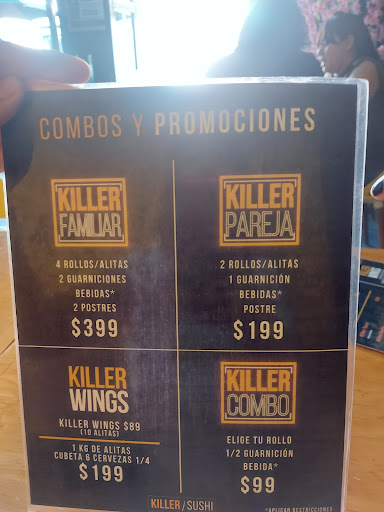 COMBOS Y PROMOCIONES
KILLER
FAMILIAR
4 ROLLOS/ALITAS
2 GUARNICIONES
BEBIDAS*
2 POSTRES
$399
KILLER
PAREJA
2 ROLLOS/ALITAS
1 GUARNICIÓN
BEBIDAS*
POSTRE
$199
KILLER
WINGS
KILLER WINGS $89
(10 ALITAS)
1 KG DE ALITAS
CUBETA 6 CERVEZAS 1/4
$199
KILLER
COMBO
ELIGE TU ROLLO
1/2 GUARNICIÓN
BEBIDA*
$99
KILLER/SUSHI
*APLICAN RESTRICCIONES